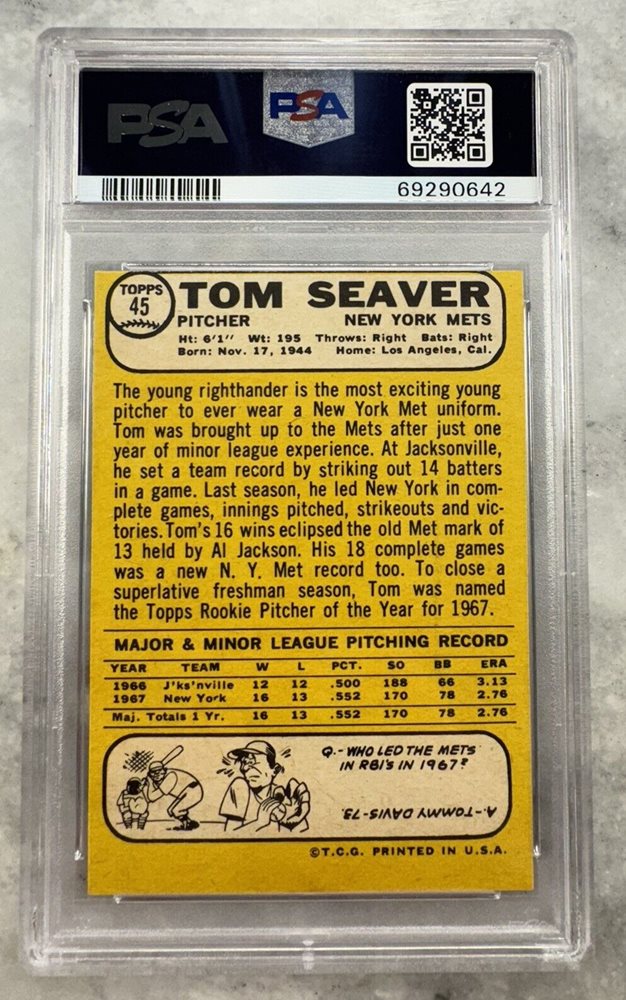 PSA
PSA
69290642
TOPPS
45
TOM SEAVER
PITCHER NEW YORK METS
Ht: 6'1" Wt: 195 Throws: Right Bats: Right
Born: Nov. 17, 1944 Home: Los Angeles, Cal.
The young righthander is the most exciting young
pitcher to ever wear a New York Met uniform.
Tom was brought up to the Mets after just one
year of minor league experience. At Jacksonville,
he set a team record by striking out 14 batters
in a game. Last season, he led New York in com-
plete games, innings pitched, strikeouts and vic-
tories. Tom's 16 wins eclipsed the old Met mark of
13 held by Al Jackson. His 18 complete games
was a new N. Y. Met record too. To close a
superlative freshman season, Tom was named
the Topps Rookie Pitcher of the Year for 1967.
MAJOR & MINOR LEAGUE PITCHING RECORD
YEAR TEAM W L PCT. SO BB ERA
1966 J'ks'nville 12 12 .500 188 66 3.13
1967 New York 16 13 .552 170 78 2.76
Maj. Totals 1 Yr. 16 13 .552 170 78 2.76
Q.- WHO LED THE METS
IN RBI'S IN 1967?
A.- TOMMY DAVIS-73.
©T.C.G. PRINTED IN U.S.A.